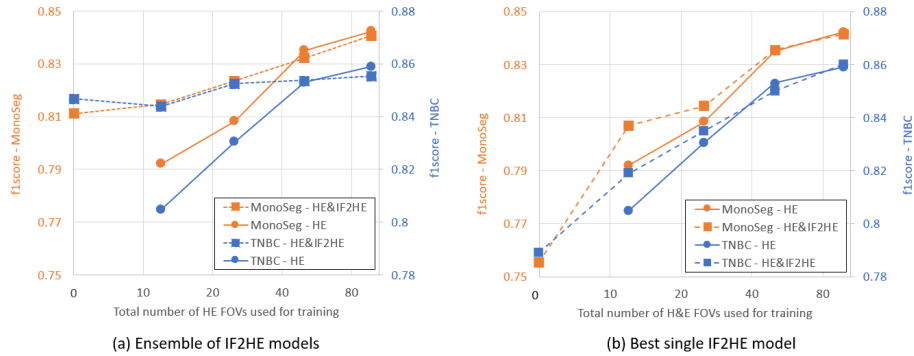 0.85
0.83
0.81
0.79
0.77
0.75
f1score - MonoSeg
0.88
0.86
0.84
0.82
0.8
0.78
f1score - TNBC
MonoSeg - HE&IF2HE
MonoSeg - HE
TNBC - HE&IF2HE
TNBC - HE
0 10 20 40 80
Total number of HE FOVs used for training
(a) Ensemble of IF2HE models
0.85
0.83
0.81
0.79
0.77
0.75
f1score - MonoSeg
0.88
0.86
0.84
0.82
0.8
0.78
f1score - TNBC
MonoSeg - HE
MonoSeg - HE&IF2HE
TNBC - HE
TNBC - HE&IF2HE
0 10 20 40 80
Total number of H&E FOVs used for training
(b) Best single IF2HE model